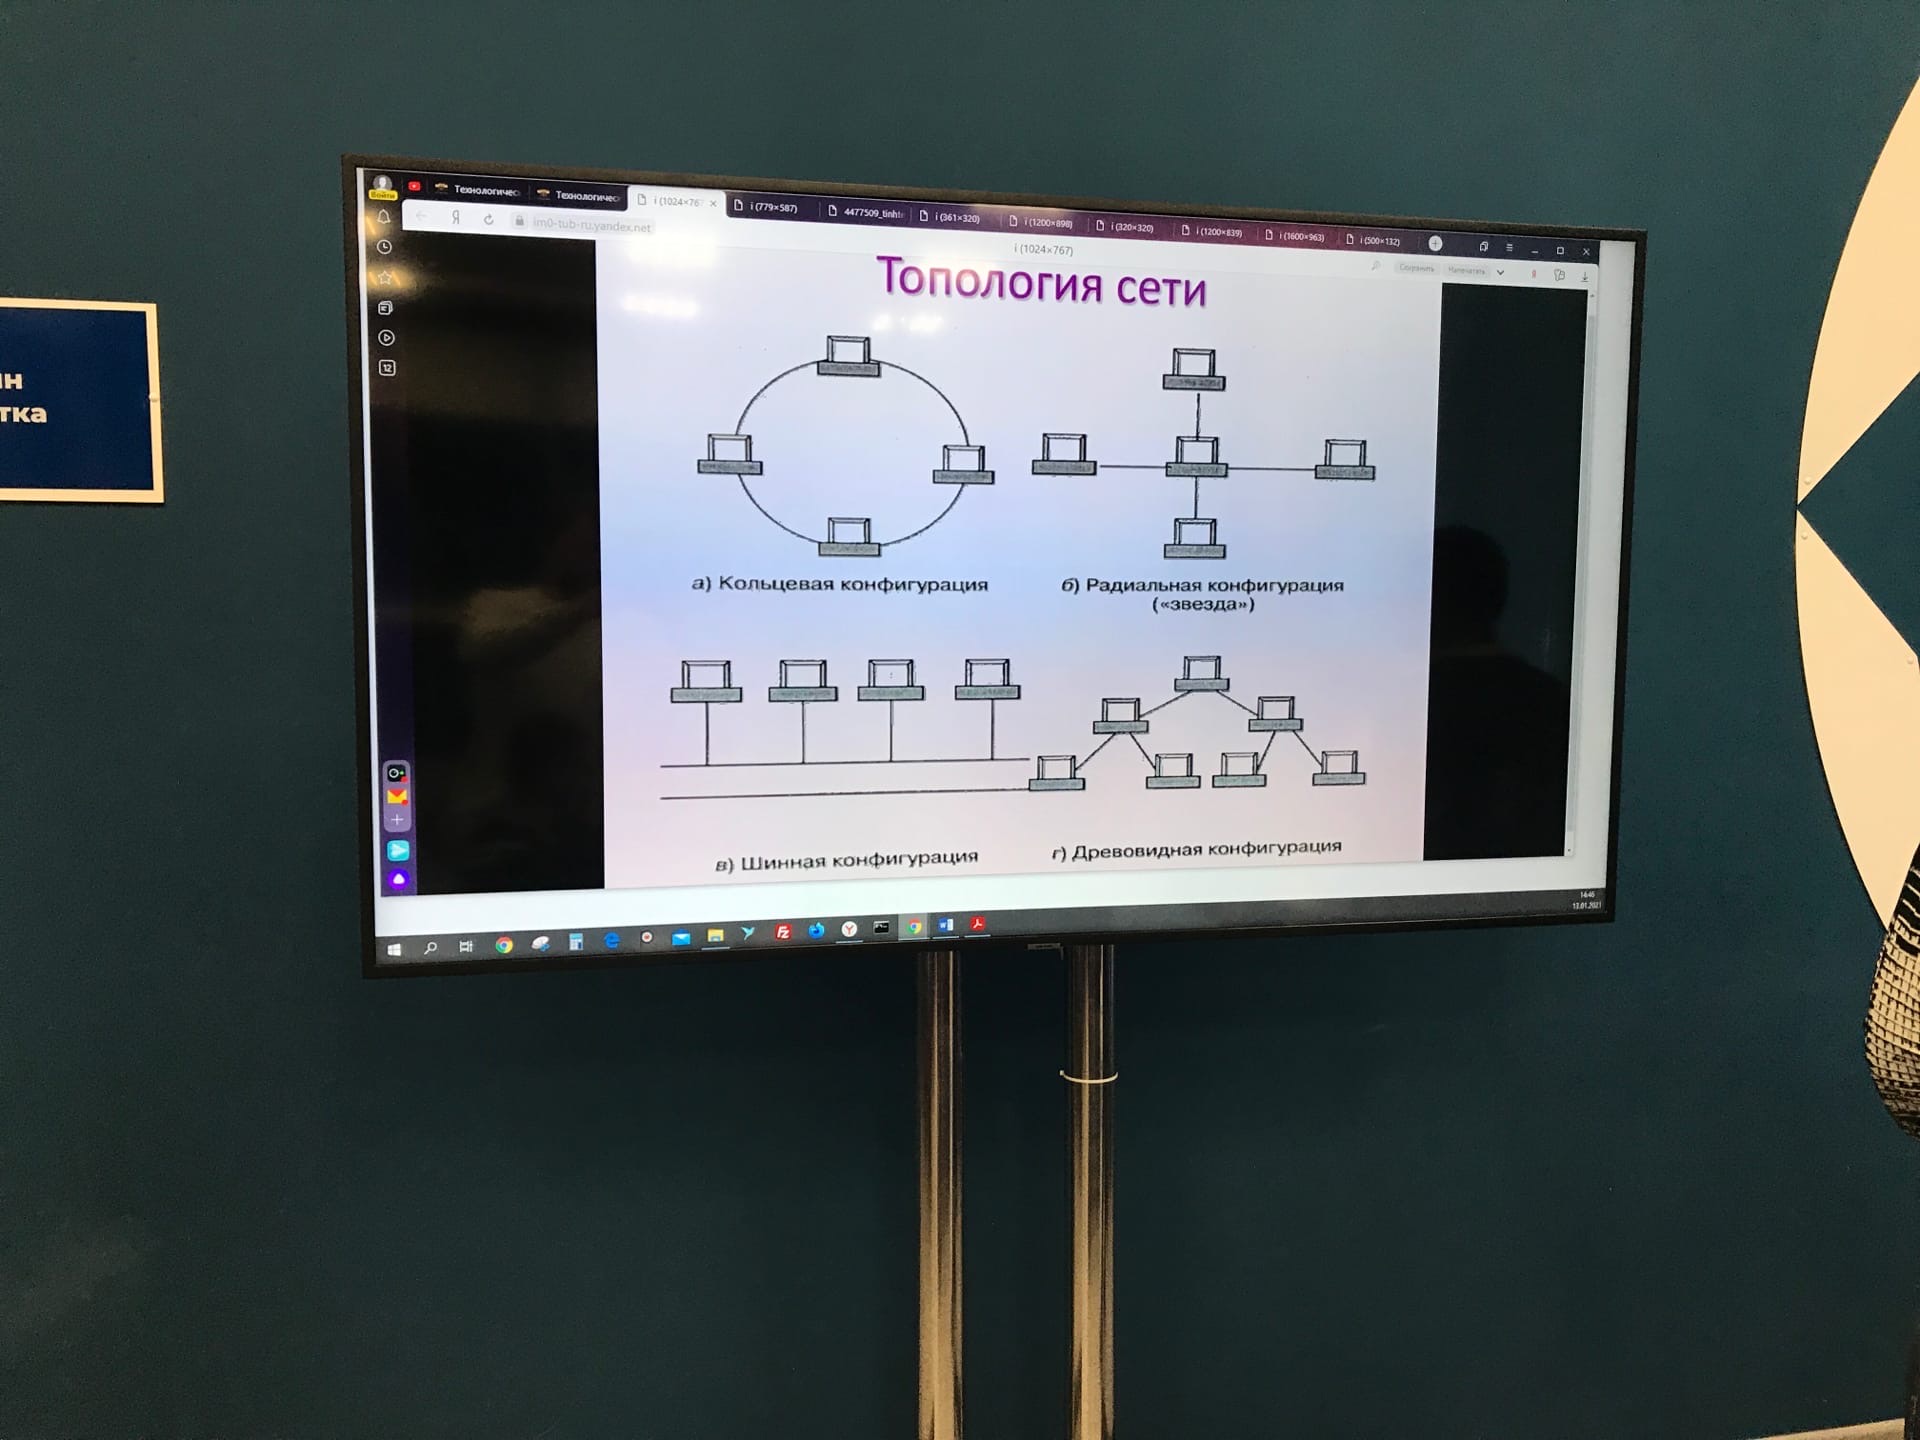 ин
тка
Войти
Технологичес
Технологичес
i (1024×767
i (779×587)
4477509_tinhte
i (361×320)
i (1200×898)
i (320×320)
i (1200×839)
i (1600×963)
i (500×132)
Я
im0-tub-ru.yandex.net
i (1024×767)
Сохранить
Напечатать
Я
12
Топология сети
а) Кольцевая конфигурация
б) Радиальная конфигурация
(«звезда»)
в) Шинная конфигурация
г) Древовидная конфигурация
14:46
13.01.2021